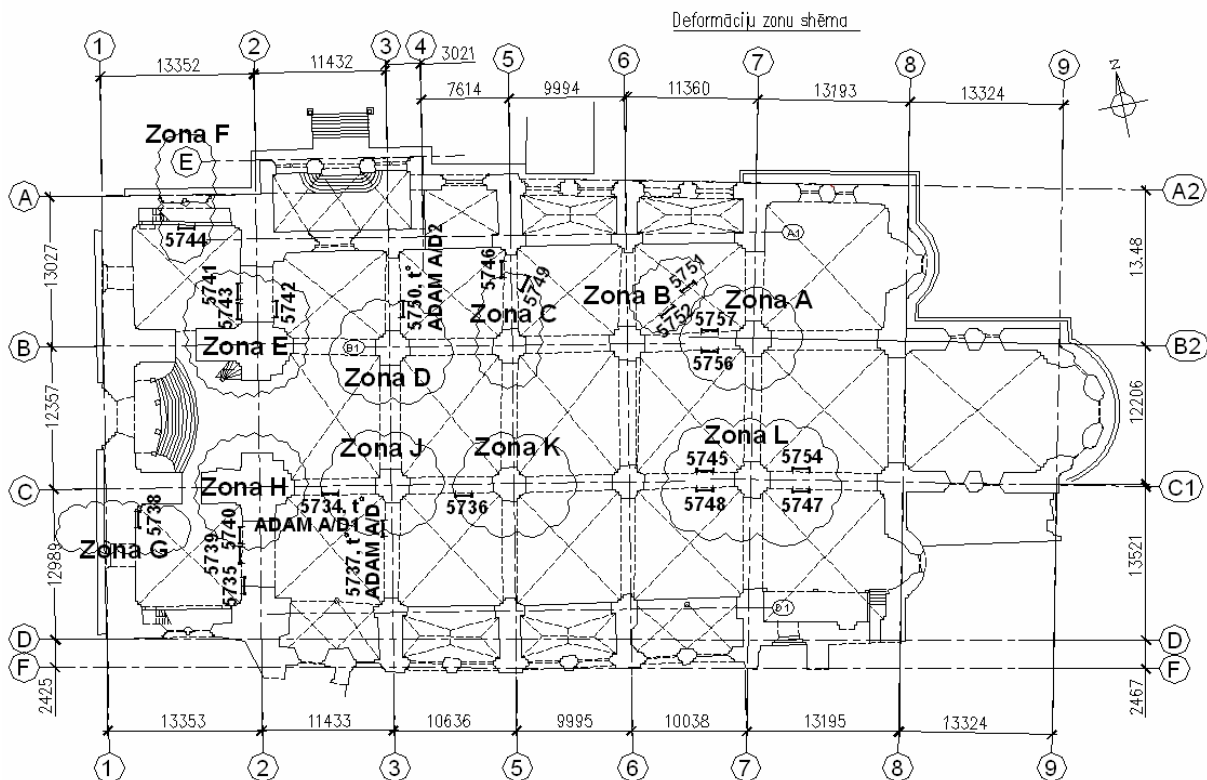 Deformāciju zonu shēma
1 2 3 4 5 6 7 8 9
3021
13352 11432
7614 9994 11360 13193 13324
N
Zona F
E
A
A2
5744
A1
13027
13.48
5741
5743
5742
5750, t°
ADAM A/D2
5746
5749
Zona C
Zona B
5751
5752
Zona A
5757
5756
B
B2
Zona E
B1
Zona D
12357
12206
Zona J
Zona K
Zona L
5745 5754
5748 5747
C
C1
Zona H
5734, t°
ADAM A/D1
5736
5737, t°
ADAM A/D
5738
Zona G
5740
5739
5735
12989
13521
D1
D
D
F
F
2425
2467
13353 11433 10636 9995 10038 13195 13324
1 2 3 5 6 7 8 9